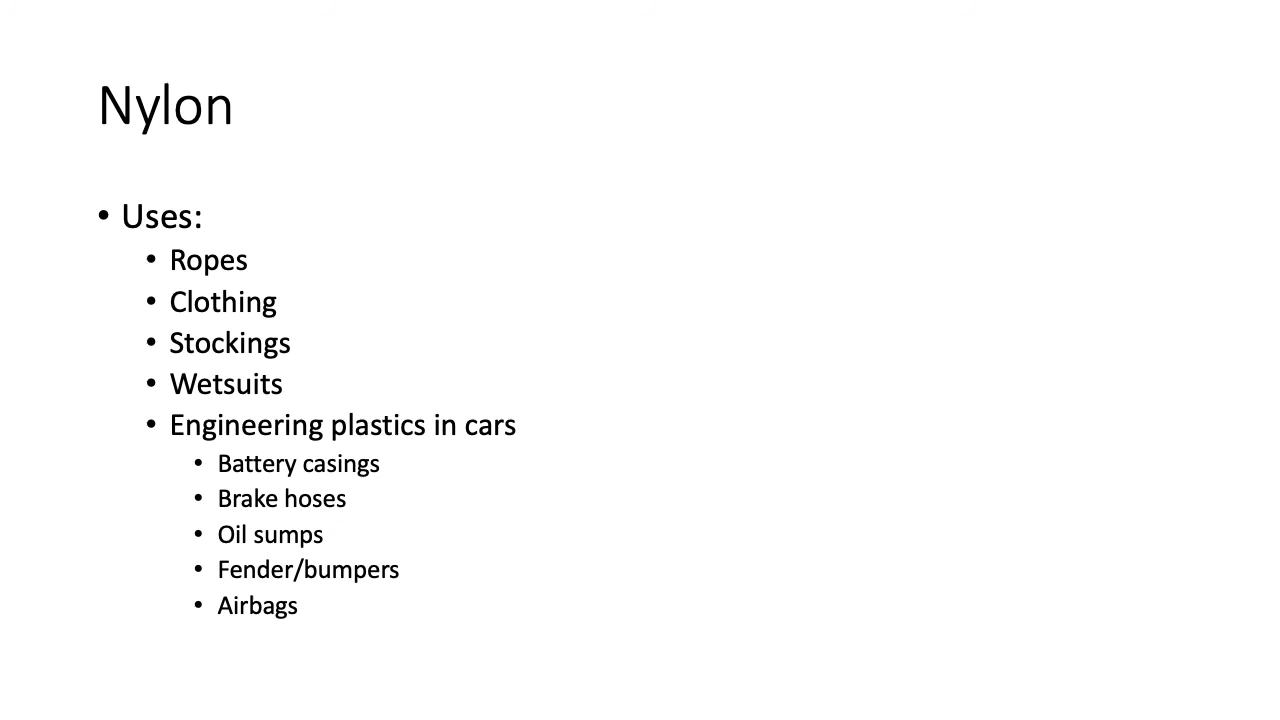 Nylon
• Uses:
• Ropes
• Clothing
• Stockings
• Wetsuits
• Engineering plastics in cars
• Battery casings
• Brake hoses
• Oil sumps
• Fender/bumpers
• Airbags